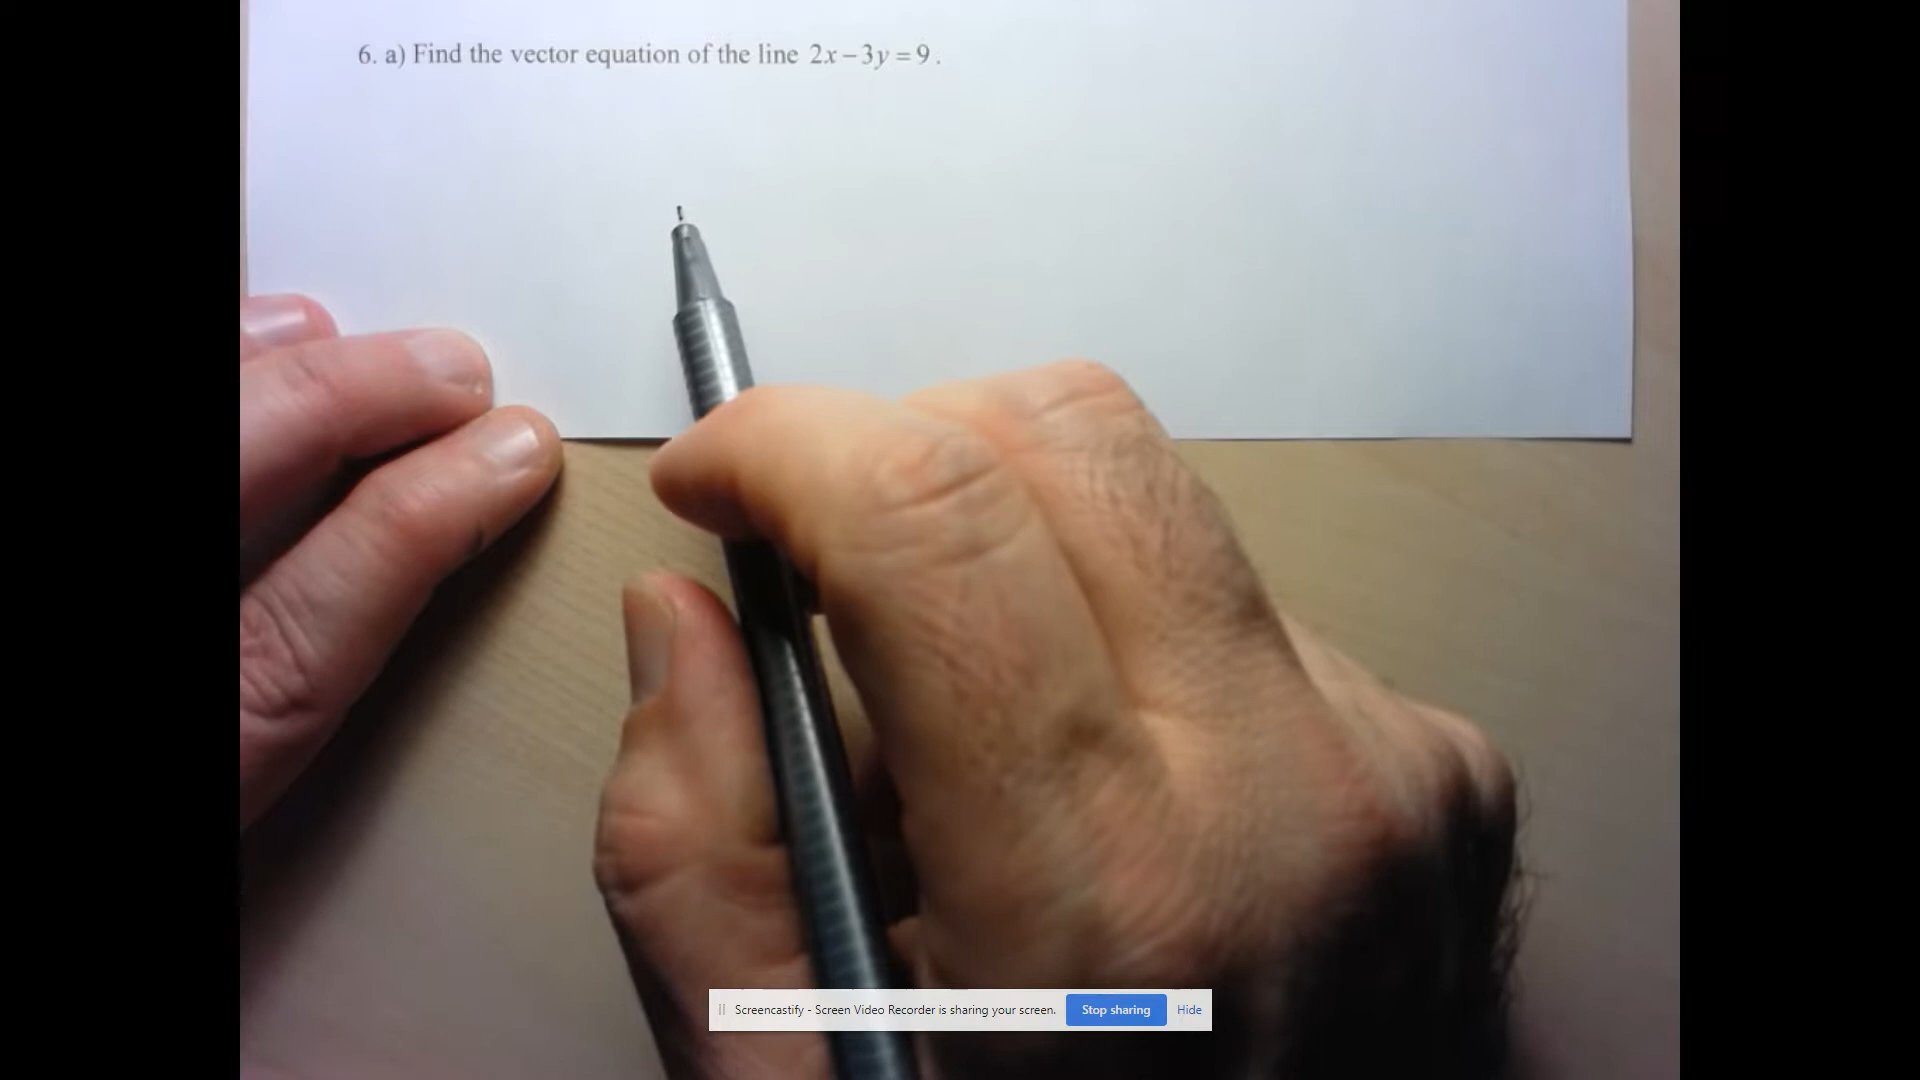 6. a) Find the vector equation of the line 2x − 3y = 9.
Screencastify - Screen Video Recorder is sharing your screen. Stop sharing Hide